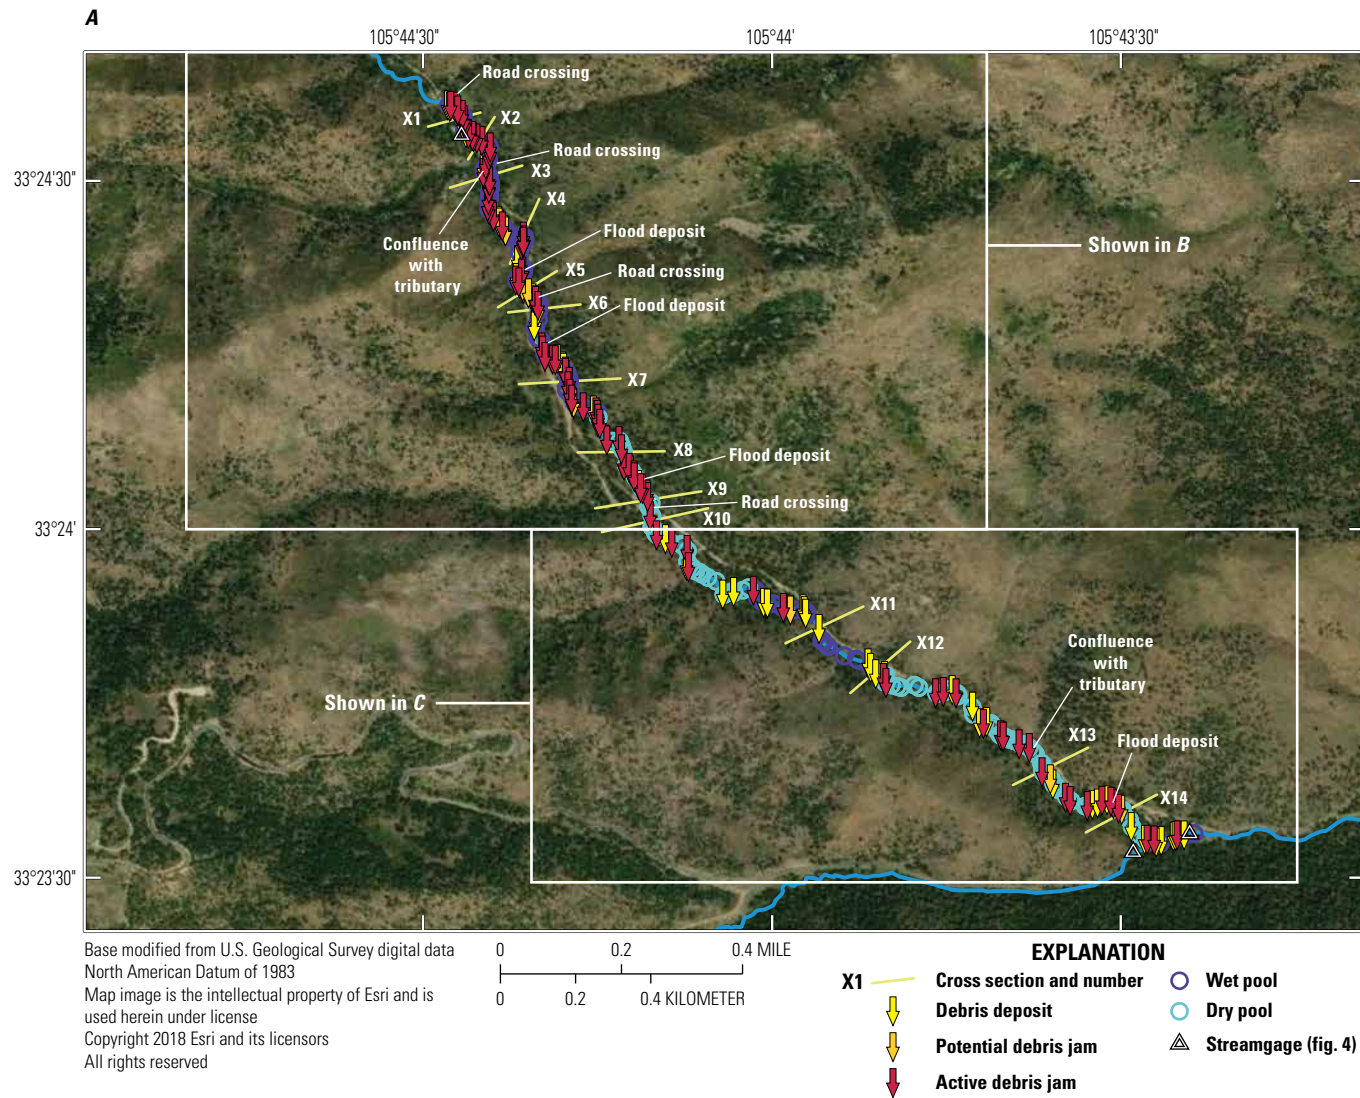 A
105°44'30"
105°44'
105°43'30"
Road crossing
X1
X2
Road crossing
33°24'30"
X3
X4
Flood deposit
Confluence
with
tributary
Shown in B
X5
Road crossing
X6
Flood deposit
X7
X8
Flood deposit
X9
Road crossing
X10
33°24'
X11
X12
Confluence
with
tributary
Shown in C
X13
Flood deposit
X14
33°23'30"
Base modified from U.S. Geological Survey digital data
North American Datum of 1983
Map image is the intellectual property of Esri and is
used herein under license
Copyright 2018 Esri and its licensors
All rights reserved
0 0.2 0.4 MILE
0 0.2 0.4 KILOMETER
EXPLANATION
X1 Cross section and number
Debris deposit
Potential debris jam
Active debris jam
Wet pool
Dry pool
Streamgage (fig. 4)